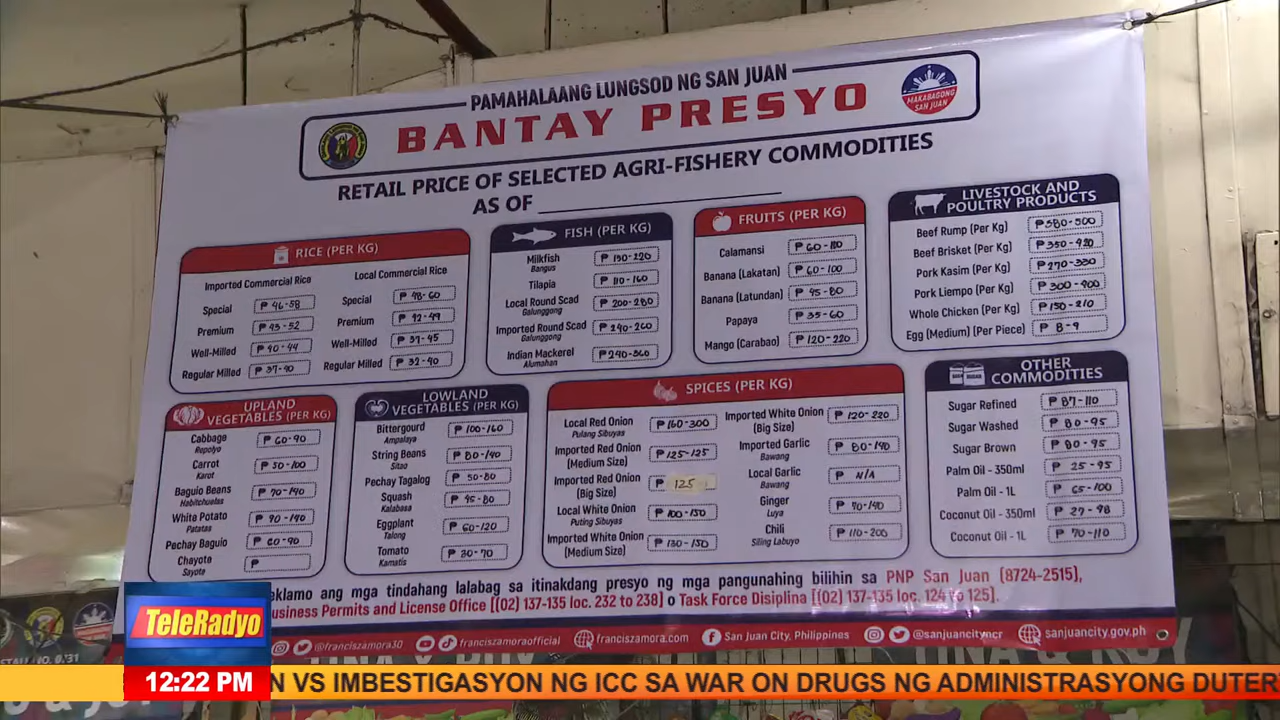 PAMAHALAANG LUNGSOD NG SAN JUAN
BANTAY PRESYO
MAKABAGONG SAN JUAN
RETAIL PRICE OF SELECTED AGRI-FISHERY COMMODITIES
AS OF
RICE (PER KG)
Imported Commercial Rice
Special ₱ 46-58
Premium ₱ 43-52
Well-Milled ₱ 40-44
Regular Milled ₱ 37-40
Local Commercial Rice
Special ₱ 48-60
Premium ₱ 42-49
Well-Milled ₱ 37-45
Regular Milled ₱ 32-40
FISH (PER KG)
Milkfish ₱ 130-220
Bangus
Tilapia ₱ 110-160
Local Round Scad ₱ 200-280
Galunggong
Imported Round Scad ₱ 240-260
Galunggong
Indian Mackerel ₱ 240-360
Alumahan
FRUITS (PER KG)
Calamansi ₱ 60-110
Banana (Lakatan) ₱ 60-100
Banana (Latundan) ₱ 45-80
Papaya ₱ 35-60
Mango (Carabao) ₱ 120-220
LIVESTOCK AND
POULTRY PRODUCTS
Beef Rump (Per Kg) ₱ 380-500
Beef Brisket (Per Kg) ₱ 350-420
Pork Kasim (Per Kg) ₱ 270-330
Pork Liempo (Per Kg) ₱ 300-400
Whole Chicken (Per Kg) ₱ 150-210
Egg (Medium) (Per Piece) ₱ 8-9
UPLAND
VEGETABLES (PER KG)
Cabbage ₱ 60-90
Repolyo
Carrot ₱ 50-100
Karot
Baguio Beans ₱ 70-140
Habitchuelas
White Potato ₱ 90-140
Patatas
Pechay Baguio ₱ 60-90
Chayote ₱
Sayote
LOWLAND
VEGETABLES (PER KG)
Bittergourd ₱ 100-160
Ampalaya
String Beans ₱ 80-140
Sitao
Pechay Tagalog ₱ 50-80
Squash ₱ 45-80
Kalabasa
Eggplant ₱ 60-120
Talong
Tomato ₱ 30-70
Kamatis
SPICES (PER KG)
Local Red Onion ₱ 160-300
Pulang Sibuyas
Imported Red Onion ₱ 125-125
(Medium Size)
Imported Red Onion ₱ 125
(Big Size)
Local White Onion ₱ 100-150
Puting Sibuyas
Imported White Onion ₱ 130-150
(Medium Size)
Imported White Onion ₱ 120-220
(Big Size)
Imported Garlic ₱ 80-140
Bawang
Local Garlic ₱ N/A
Bawang
Ginger ₱ 70-140
Luya
Chili ₱ 110-200
Siling Labuyo
OTHER
COMMODITIES
Sugar Refined ₱ 87-110
Sugar Washed ₱ 80-95
Sugar Brown ₱ 80-95
Palm Oil - 350ml ₱ 25-95
Palm Oil - 1L ₱ 65-100
Coconut Oil - 350ml ₱ 27-98
Coconut Oil - 1L ₱ 70-110
eklamo ang mga tindahang lalabag sa itinakdang presyo ng mga pangunahing bilihin sa PNP San Juan (8724-2515),
usiness Permits and License Office [(02) 137-135 loc. 232 to 238] o Task Force Disiplina [(02) 137-135 loc. 124 to 125].
@franciszamora30 franciszamoraofficial franciszamora.com San Juan City, Philippines @sanjuancityncr sanjuancity.gov.ph
TeleRadyo
12:22 PM
N VS IMBESTIGASYON NG ICC SA WAR ON DRUGS NG ADMINISTRASYONG DUTER